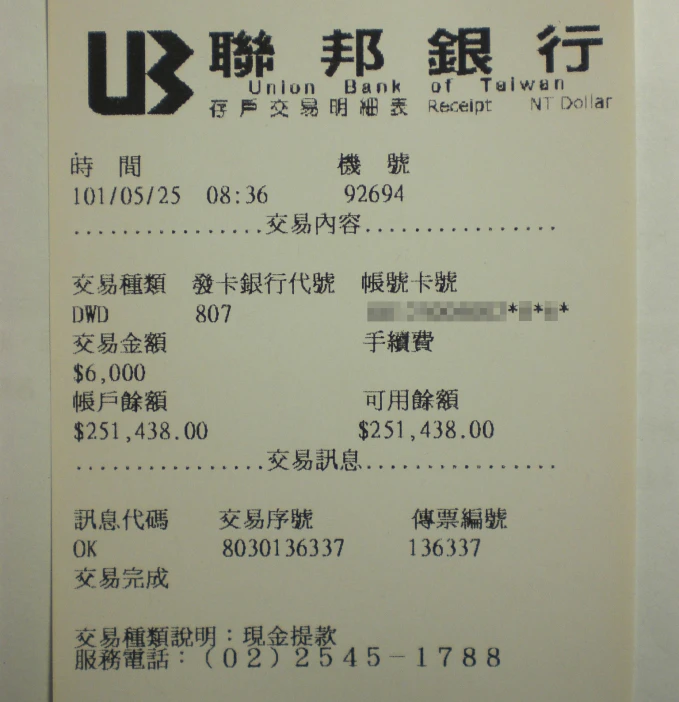 UB 聯邦銀行
Union Bank of Taiwan
存戶交易明細表 Receipt NT Dollar
時 間 機 號
101/05/25 08:36 92694
................交易內容................
交易種類 發卡銀行代號 帳號卡號
DWD 807 ***
交易金額 手續費
$6,000
帳戶餘額 可用餘額
$251,438.00 $251,438.00
................交易訊息................
訊息代碼 交易序號 傳票編號
OK 8030136337 136337
交易完成
交易種類說明：現金提款
服務電話：(02)2545-1788